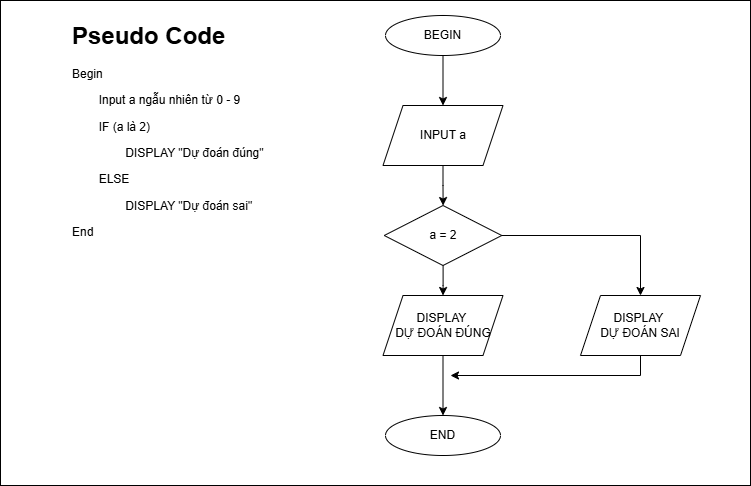 Pseudo Code
Begin
Input a ngẫu nhiên từ 0 - 9
IF (a là 2)
DISPLAY "Dự đoán đúng"
ELSE
DISPLAY "Dự đoán sai"
End
BEGIN
INPUT a
a = 2
DISPLAY
DỰ ĐOÁN ĐÚNG
DISPLAY
DỰ ĐOÁN SAI
END